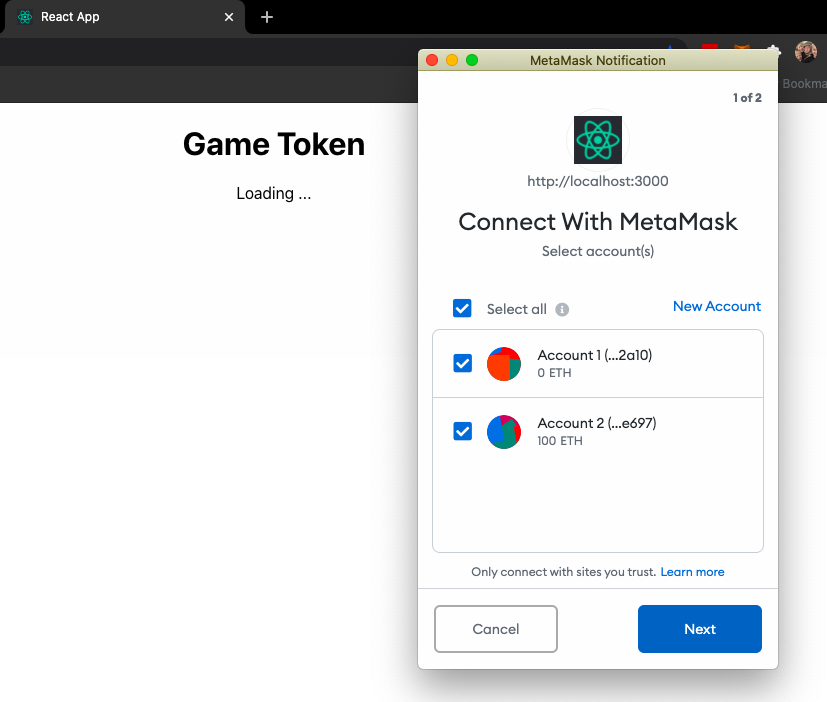 React App
MetaMask Notification
Bookma
1 of 2
Game Token
Loading ...
http://localhost:3000
Connect With MetaMask
Select account(s)
Select all
New Account
Account 1 (...2a10)
0 ETH
Account 2 (...e697)
100 ETH
Only connect with sites you trust. Learn more
Cancel
Next